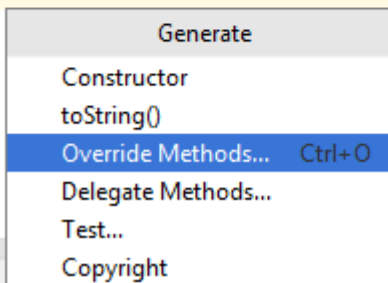 Generate
Constructor
toString()
Override Methods... Ctrl+O
Delegate Methods...
Test...
Copyright